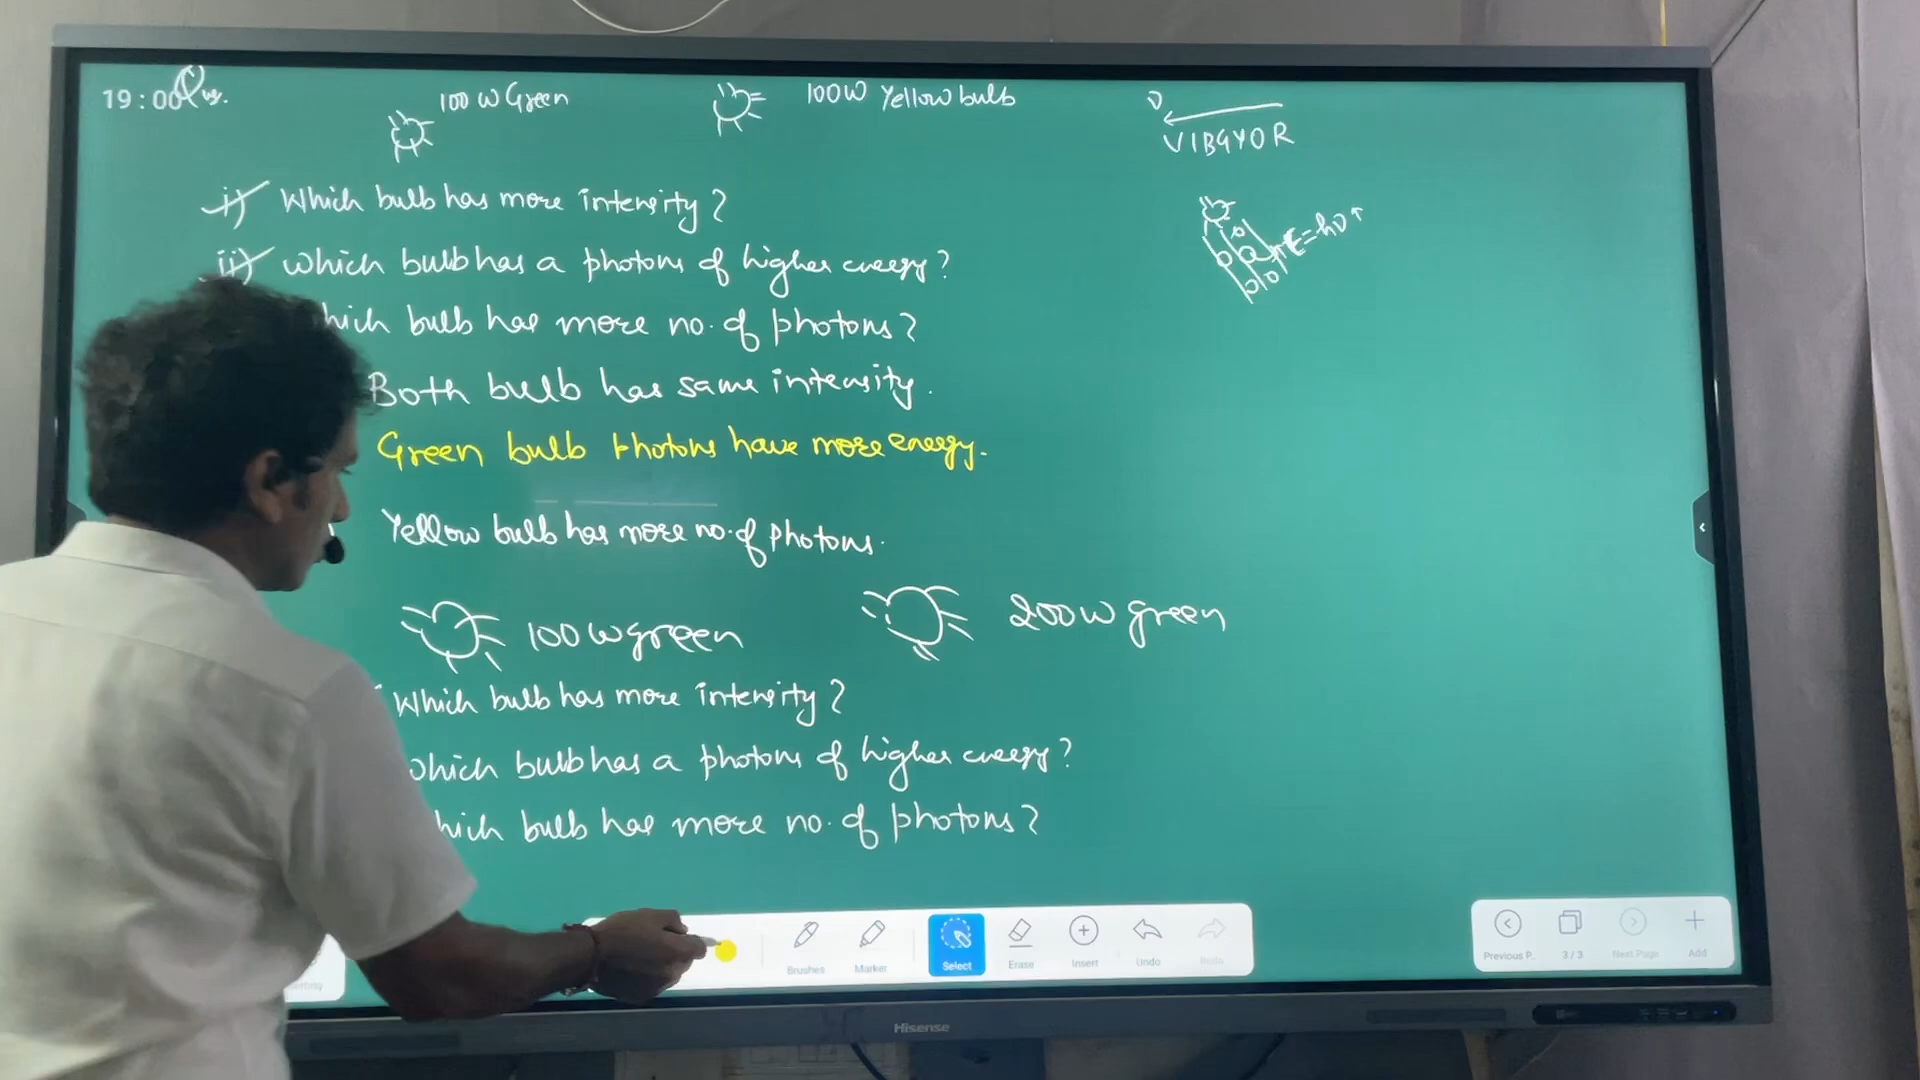 19:00 Qus.
100 W Green
100W Yellow bulb
ν
VIBGYOR
i) Which bulb has more intensity?
ii) which bulb has a photons of higher energy?
E=hν↑
hich bulb has more no. of photons?
Both bulb has same intensity.
Green bulb photons have more energy.
Yellow bulb has more no. of photons.
100 W green
200W green
Which bulb has more intensity?
which bulb has a photons of higher energy?
hich bulb has more no. of photons?
Brushes
Marker
Select
Erase
Insert
Undo
Redo
Previous P..
3/3
Next Page
Add
Hisense